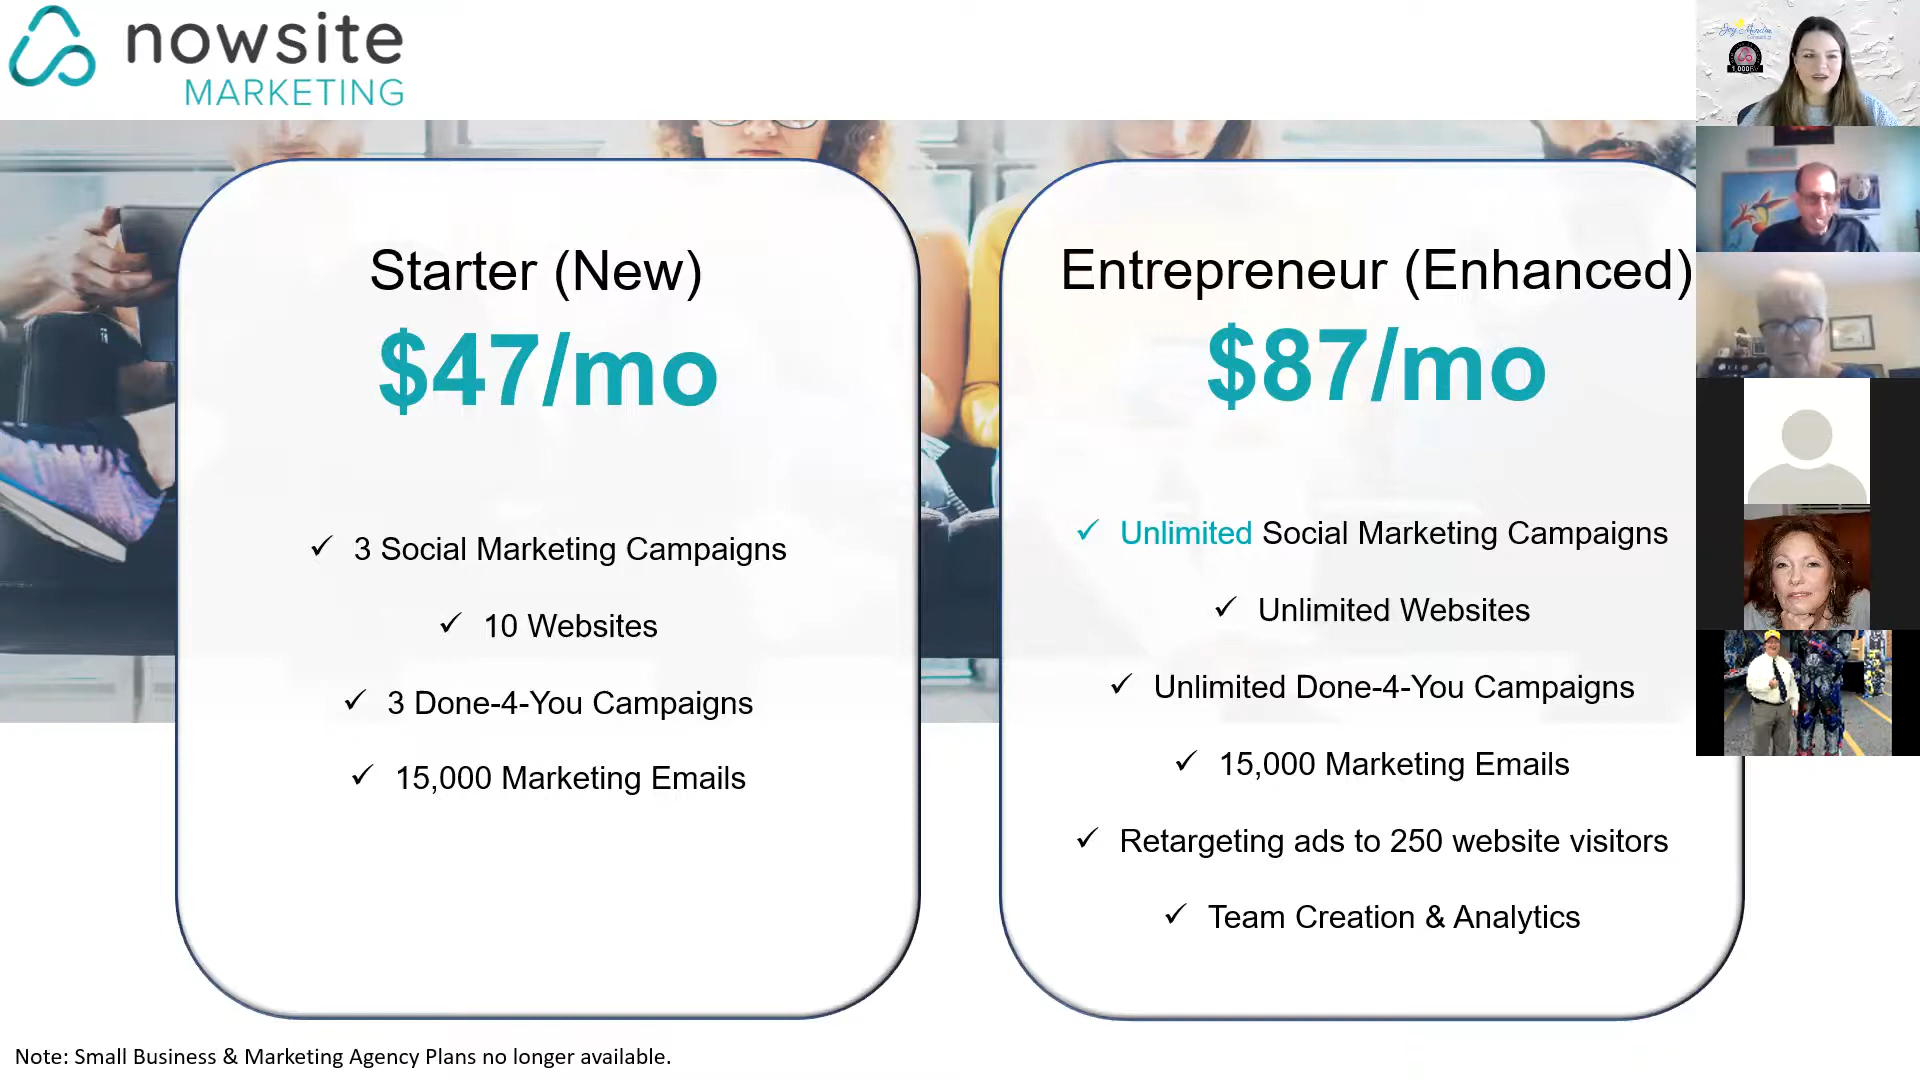 nowsite
MARKETING
Starter (New)
$47/mo
✓ 3 Social Marketing Campaigns
✓ 10 Websites
✓ 3 Done-4-You Campaigns
✓ 15,000 Marketing Emails
Entrepreneur (Enhanced)
$87/mo
✓ Unlimited Social Marketing Campaigns
✓ Unlimited Websites
✓ Unlimited Done-4-You Campaigns
✓ 15,000 Marketing Emails
✓ Retargeting ads to 250 website visitors
✓ Team Creation & Analytics
Note: Small Business & Marketing Agency Plans no longer available.